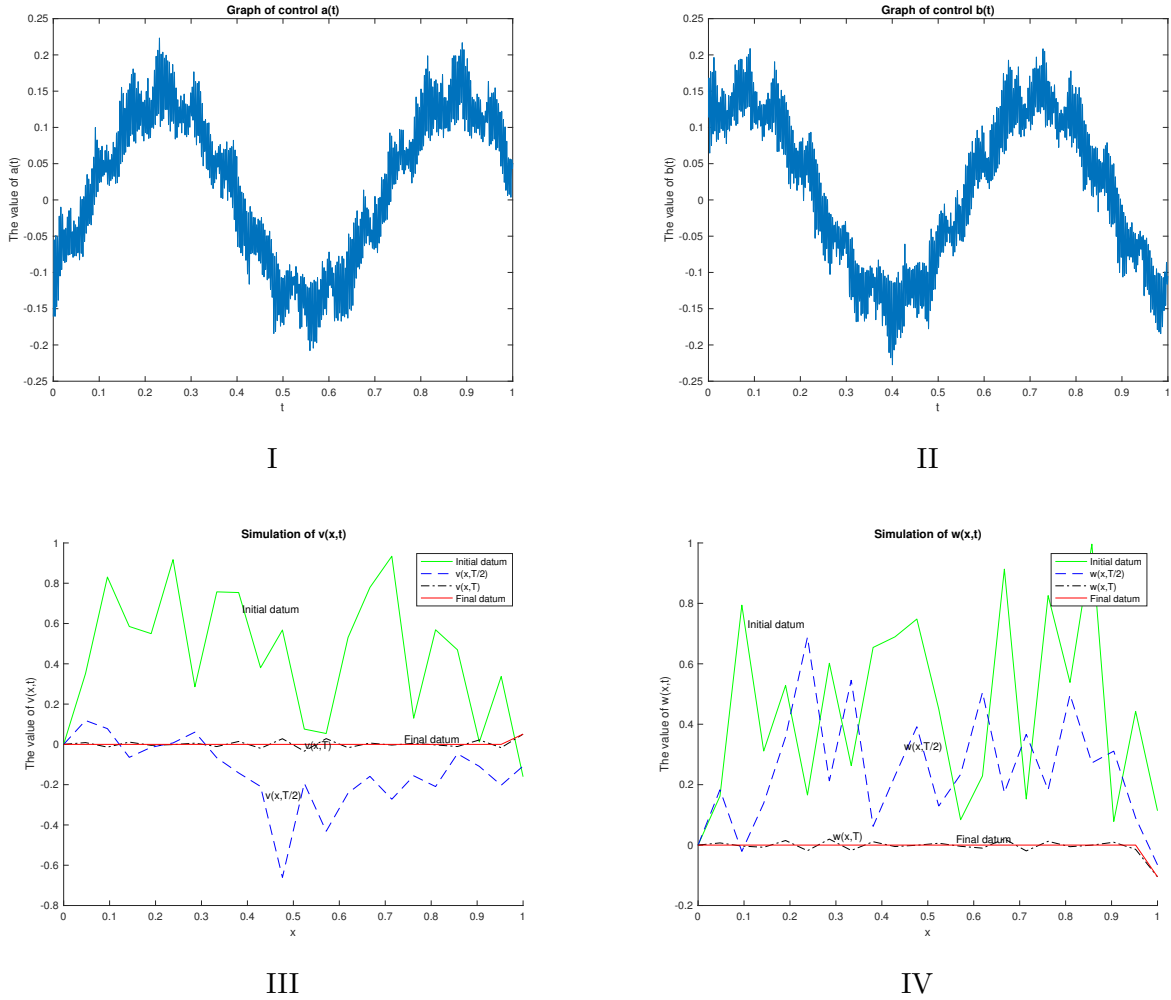 Graph of control a(t)
0.25
0.2
0.15
0.1
0.05
0
-0.05
-0.1
-0.15
-0.2
-0.25
The value of a(t)
0 0.1 0.2 0.3 0.4 0.5 0.6 0.7 0.8 0.9 1
t
I
Graph of control b(t)
0.25
0.2
0.15
0.1
0.05
0
-0.05
-0.1
-0.15
-0.2
-0.25
The value of b(t)
0 0.1 0.2 0.3 0.4 0.5 0.6 0.7 0.8 0.9 1
t
II
Simulation of v(x,t)
1
0.8
0.6
0.4
0.2
0
-0.2
-0.4
-0.6
-0.8
The value of v(x,t)
Initial datum
v(x,T/2)
v(x,T)
Final datum
Initial datum
Final datum
v(x,T)
v(x,T/2)
0 0.1 0.2 0.3 0.4 0.5 0.6 0.7 0.8 0.9 1
x
III
Simulation of w(x,t)
1
0.8
0.6
0.4
0.2
0
-0.2
The value of w(x,t)
Initial datum
w(x,T/2)
w(x,T)
Final datum
Initial datum
w(x,T/2)
w(x,T)
Final datum
0 0.1 0.2 0.3 0.4 0.5 0.6 0.7 0.8 0.9 1
x
IV